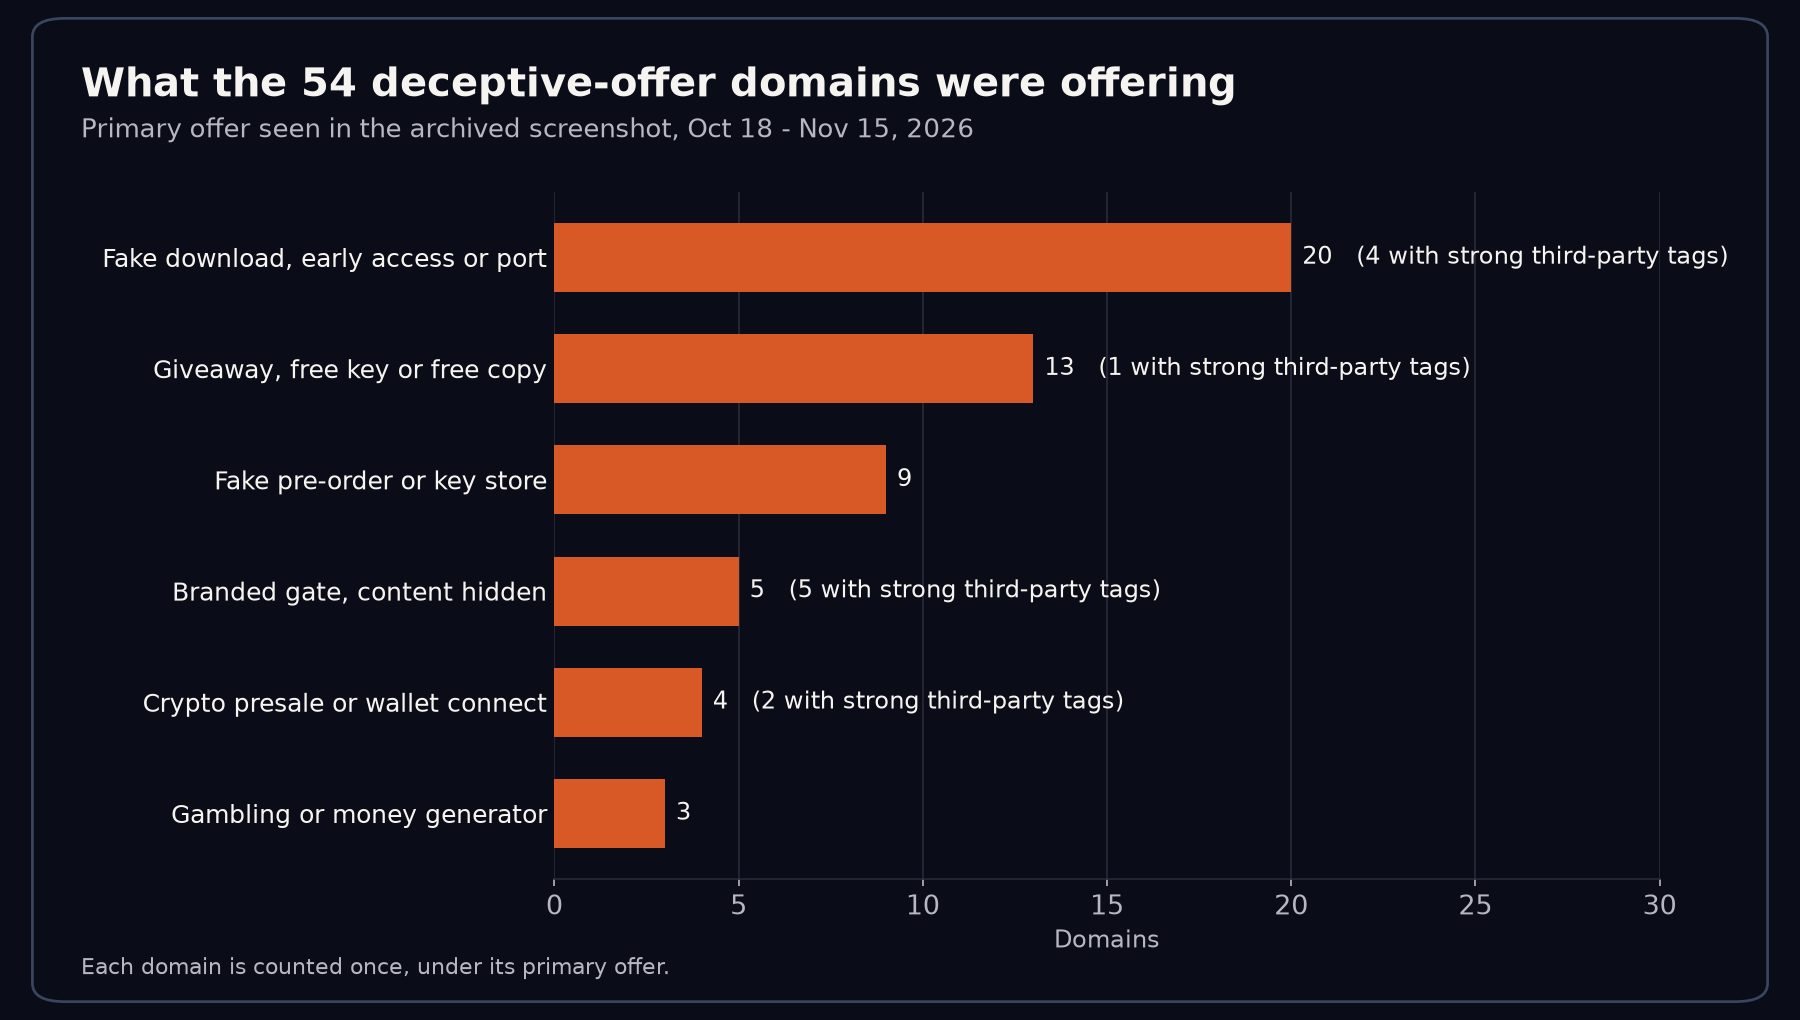 What the 54 deceptive-offer domains were offering
Primary offer seen in the archived screenshot, Oct 18 - Nov 15, 2026
Fake download, early access or port
20 (4 with strong third-party tags)
Giveaway, free key or free copy
13 (1 with strong third-party tags)
Fake pre-order or key store
9
Branded gate, content hidden
5 (5 with strong third-party tags)
Crypto presale or wallet connect
4 (2 with strong third-party tags)
Gambling or money generator
3
0 5 10 15 20 25 30
Domains
Each domain is counted once, under its primary offer.